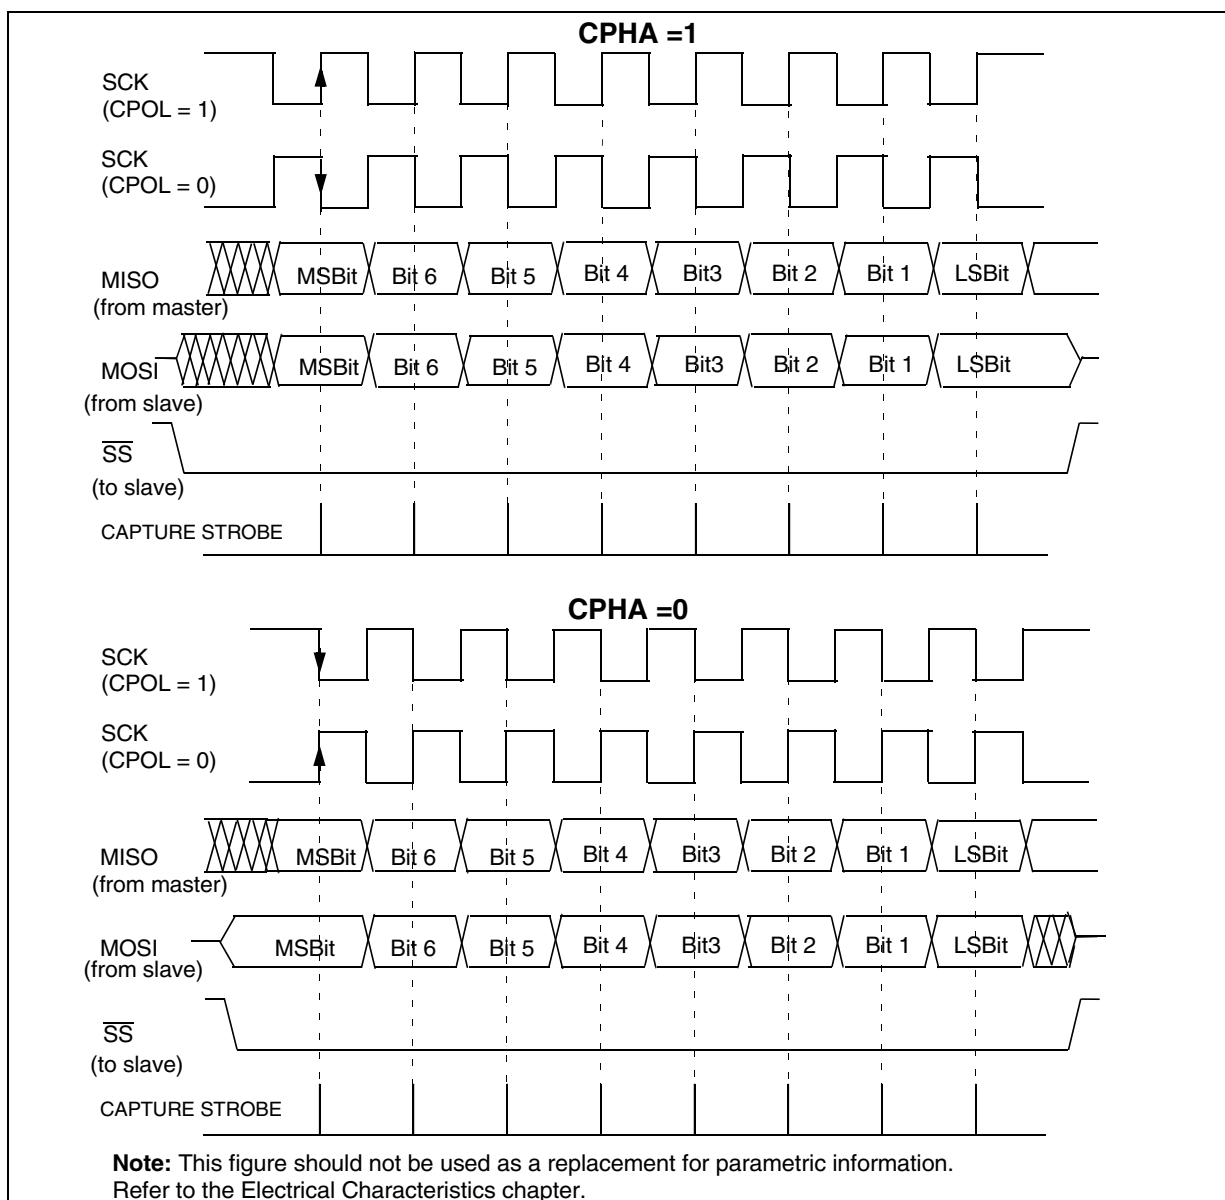 CPHA =1
SCK
(CPOL = 1)
SCK
(CPOL = 0)
MISO
(from master)
MSBit Bit 6 Bit 5 Bit 4 Bit3 Bit 2 Bit 1 LSBit
MOSI
(from slave)
MSBit Bit 6 Bit 5 Bit 4 Bit3 Bit 2 Bit 1 LSBit
SS
(to slave)
CAPTURE STROBE
CPHA =0
SCK
(CPOL = 1)
SCK
(CPOL = 0)
MISO
(from master)
MSBit Bit 6 Bit 5 Bit 4 Bit3 Bit 2 Bit 1 LSBit
MOSI
(from slave)
MSBit Bit 6 Bit 5 Bit 4 Bit3 Bit 2 Bit 1 LSBit
SS
(to slave)
CAPTURE STROBE
Note: This figure should not be used as a replacement for parametric information.
Refer to the Electrical Characteristics chapter.